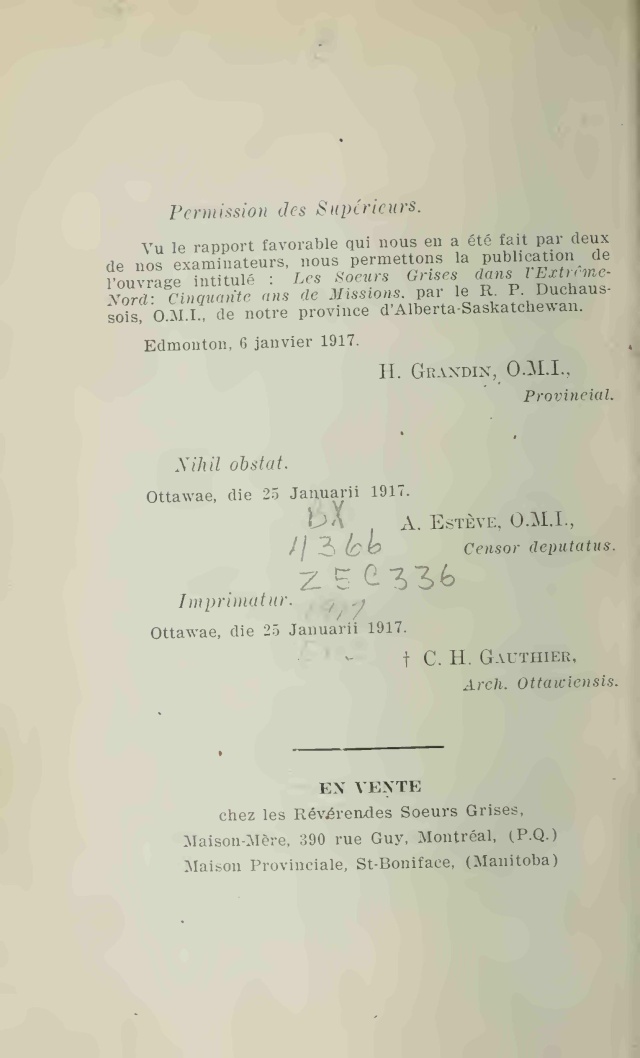 Permission des Supérieurs.
Vu le rapport favorable qui nous en a été fait par deux
de nos examinateurs, nous permettons la publication de
l'ouvrage intitulé : Les Soeurs Grises dans l'Extrême-
Nord: Cinquante ans de Missions. par le R. P. Duchaus-
sois, O.M.I., de notre province d'Alberta-Saskatchewan.
Edmonton, 6 janvier 1917.
H. Grandin, O.M.I.,
Provincial.
Nihil obstat.
Ottawae, die 25 Januarii 1917.
BX
A. Estève, O.M.I.,
4366
Censor deputatus.
Z5C336
Imprimatur.
1917
Ottawae, die 25 Januarii 1917.
† C. H. Gauthier,
Arch. Ottawiensis.
EN VENTE
chez les Révérendes Soeurs Grises,
Maison-Mère, 390 rue Guy, Montréal, (P.Q.)
Maison Provinciale, St-Boniface, (Manitoba)